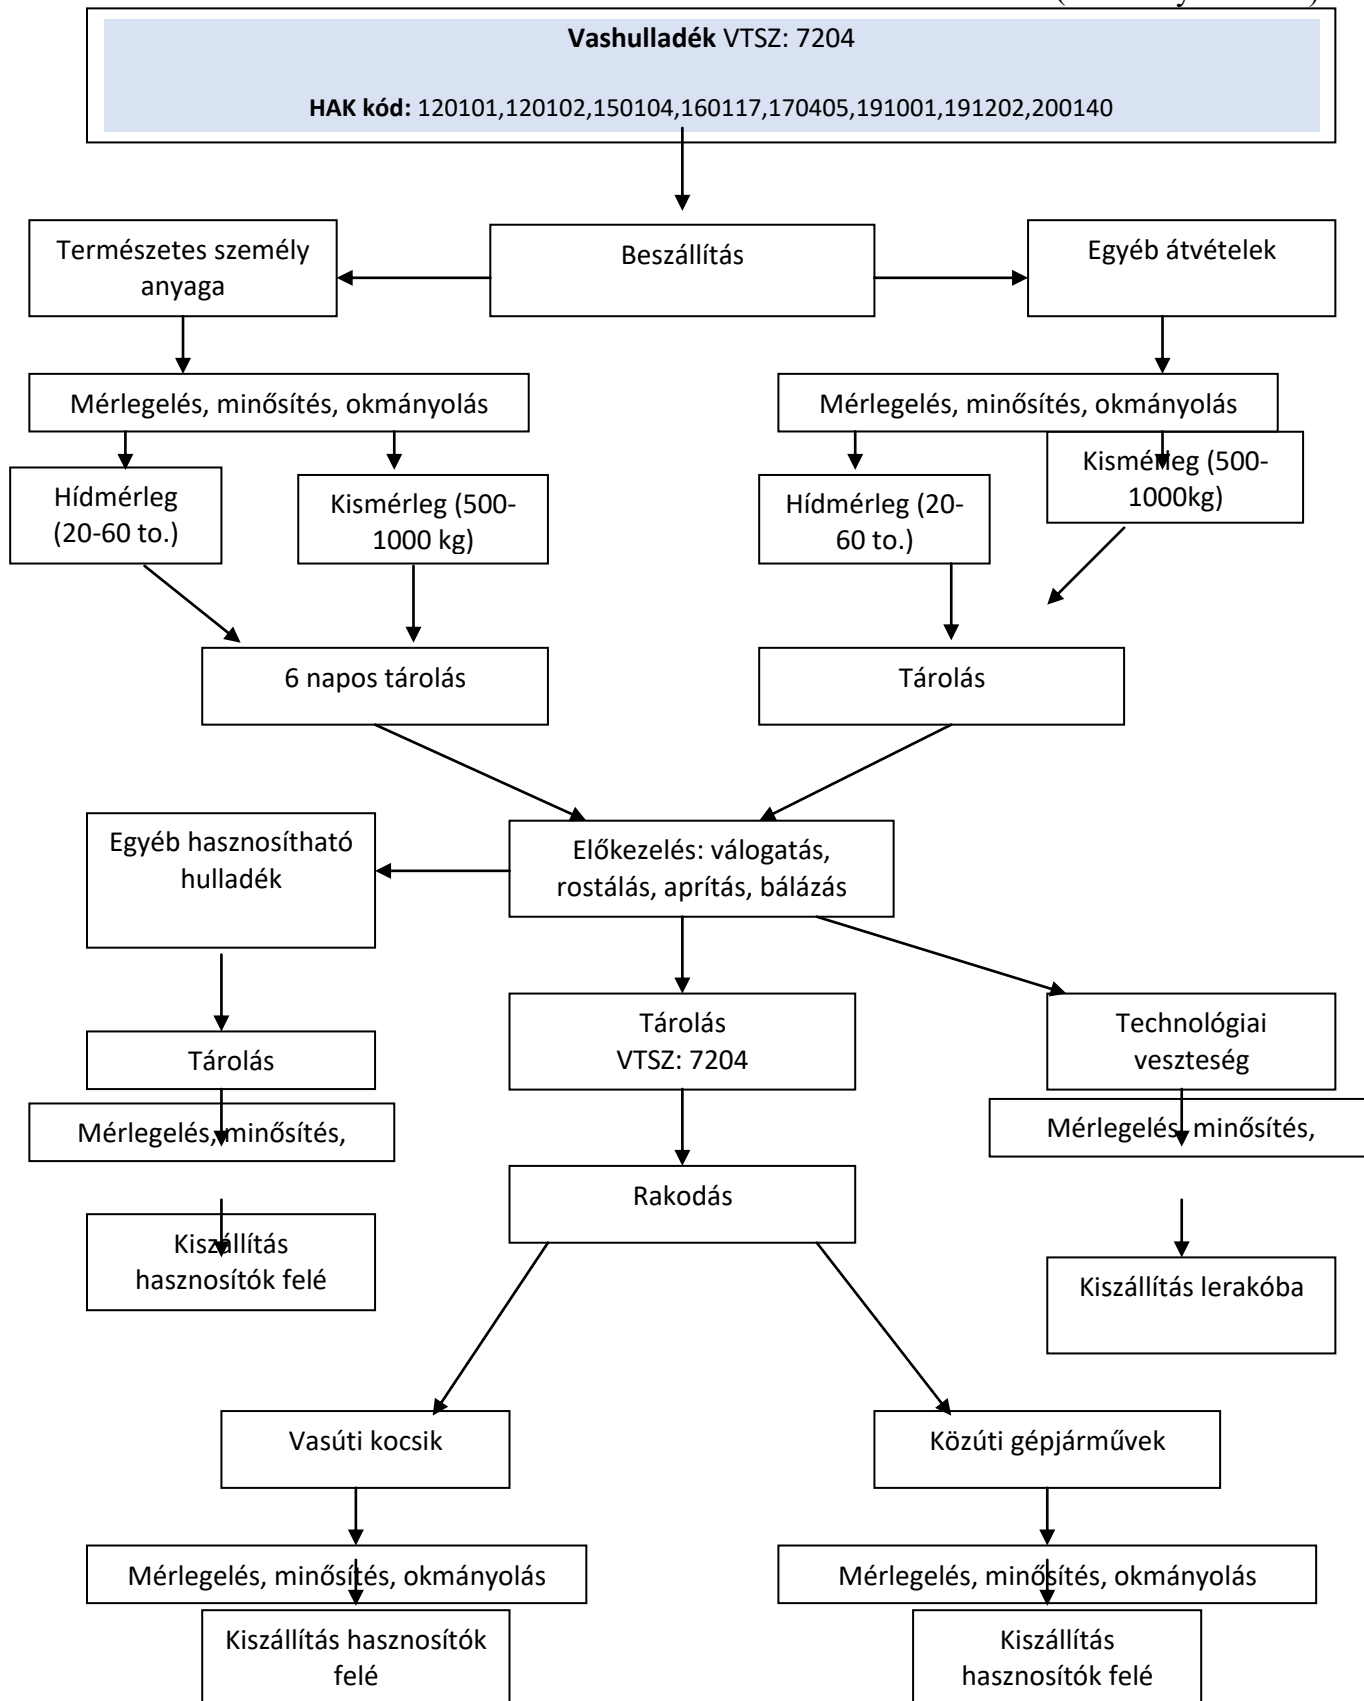 Vashulladék VTSZ: 7204
HAK kód: 120101,120102,150104,160117,170405,191001,191202,200140
Természetes személy
anyaga
Beszállítás
Egyéb átvételek
Mérlegelés, minősítés, okmányolás
Mérlegelés, minősítés, okmányolás
Hídmérleg
(20-60 to.)
Kismérleg (500-
1000 kg)
Hídmérleg (20-
60 to.)
Kismérleg (500-
1000kg)
6 napos tárolás
Tárolás
Egyéb hasznosítható
hulladék
Előkezelés: válogatás,
rostálás, aprítás, bálázás
Tárolás
VTSZ: 7204
Technológiai
veszteség
Tárolás
Mérlegelés, minősítés,
Mérlegelés, minősítés,
Rakodás
Kiszállítás
hasznosítók felé
Kiszállítás lerakóba
Vasúti kocsik
Közúti gépjárművek
Mérlegelés, minősítés, okmányolás
Mérlegelés, minősítés, okmányolás
Kiszállítás hasznosítók
felé
Kiszállítás
hasznosítók felé